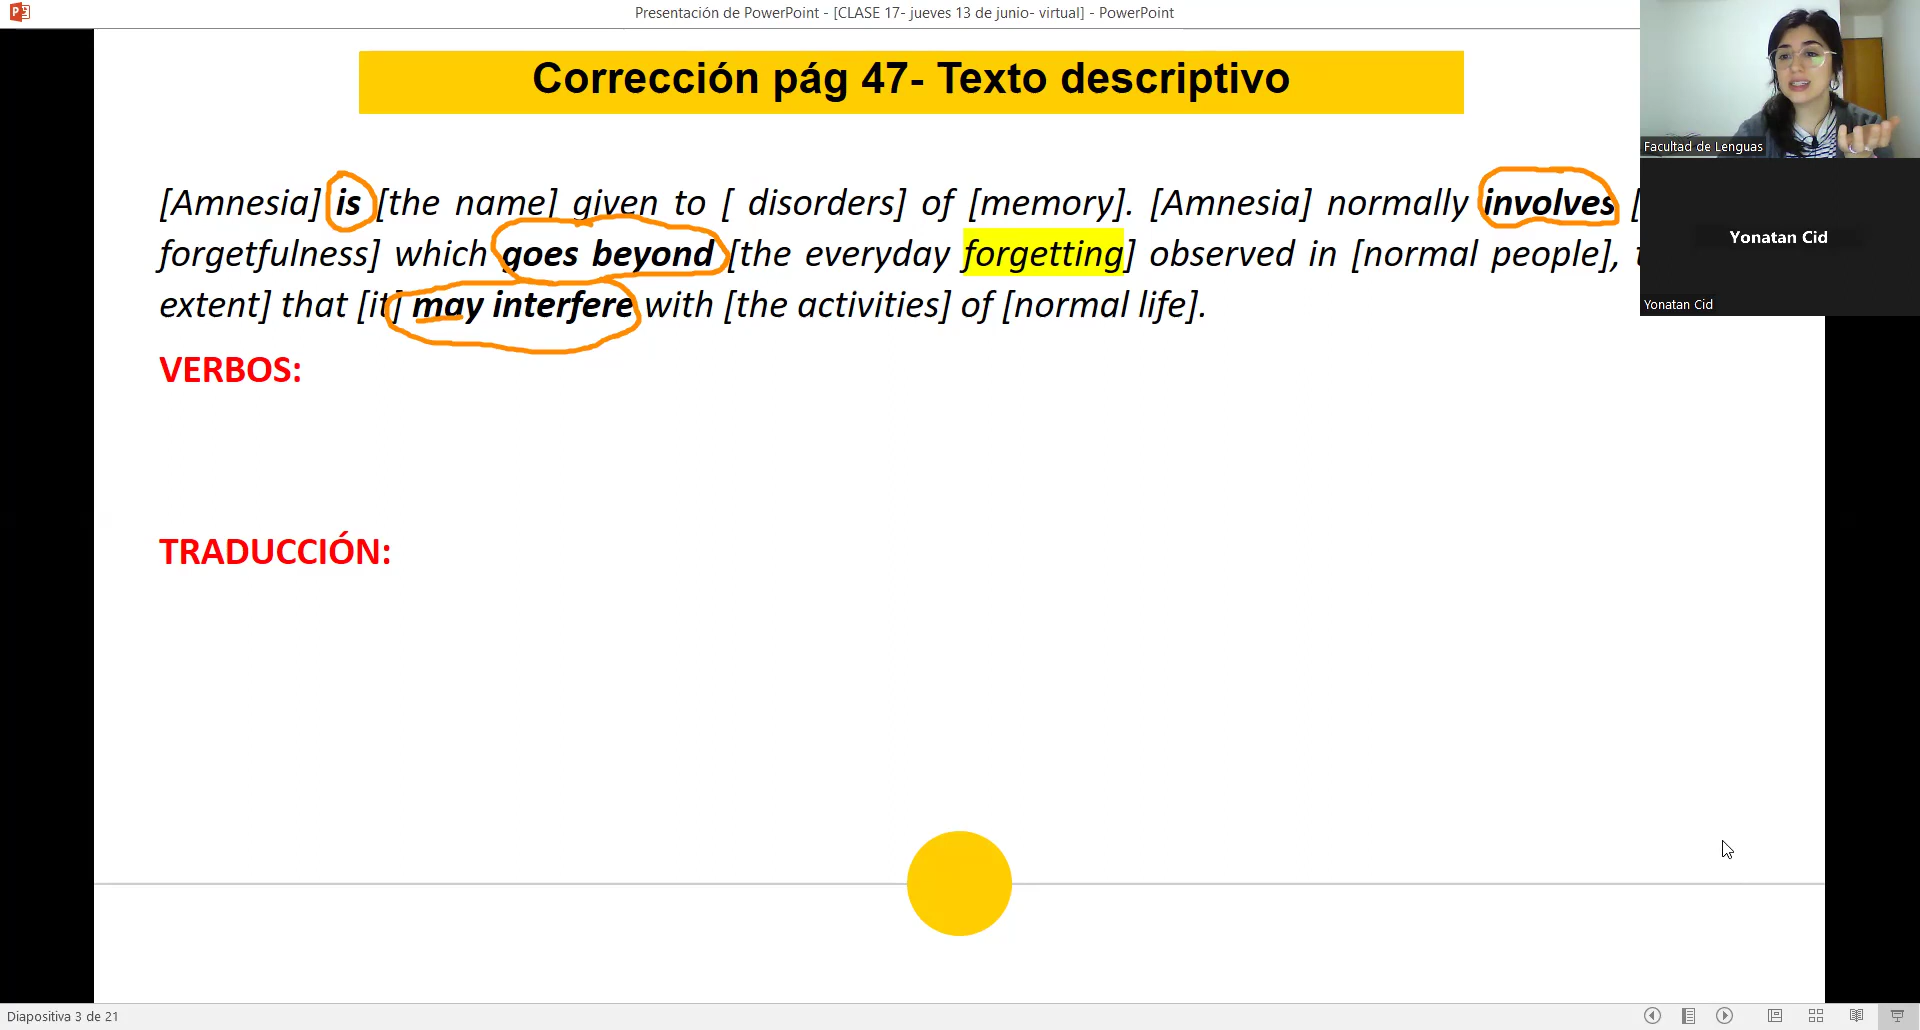 Presentación de PowerPoint - [CLASE 17- jueves 13 de junio- virtual] - PowerPoint
Corrección pág 47- Texto descriptivo
Facultad de Lenguas
[Amnesia] is [the name] given to [ disorders] of [memory]. [Amnesia] normally involves [
forgetfulness] which goes beyond [the everyday forgetting] observed in [normal people],
extent] that [it] may interfere with [the activities] of [normal life].
Yonatan Cid
Yonatan Cid
VERBOS:
TRADUCCIÓN:
Diapositiva 3 de 21